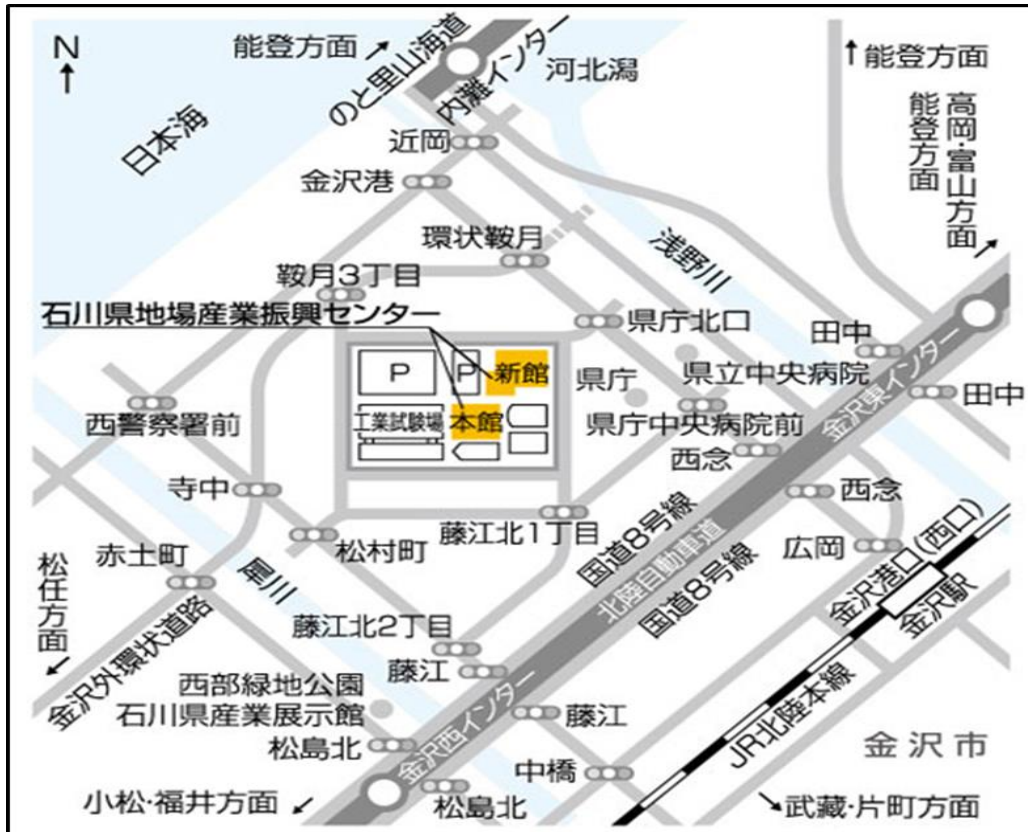 N
能登方面
のと里山海道
内灘インター
河北潟
能登方面
高岡・富山方面
能登方面
日本海
近岡
金沢港
環状鞍月
浅野川
鞍月3丁目
石川県地場産業振興センター
県庁北口
田中
P
P
新館
県庁
県立中央病院
金沢東インター
田中
西警察署前
工業試験場
本館
県庁中央病院前
西念
西念
寺中
藤江北1丁目
国道8号線
北陸自動車道
国道8号線
広岡
金沢港口(西口)
金沢駅
松村町
赤土町
松任方面
犀川
藤江北2丁目
藤江
金沢外環状道路
西部緑地公園
石川県産業展示館
藤江
JR北陸本線
松島北
金沢西インター
金沢市
中橋
小松・福井方面
松島北
武蔵・片町方面